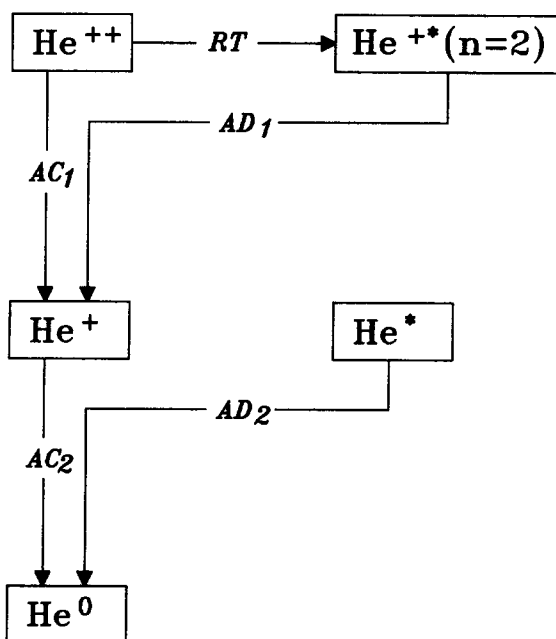 He⁺⁺ RT He⁺*(n=2)
AD₁
AC₁
He⁺ He*
AD₂
AC₂
He⁰